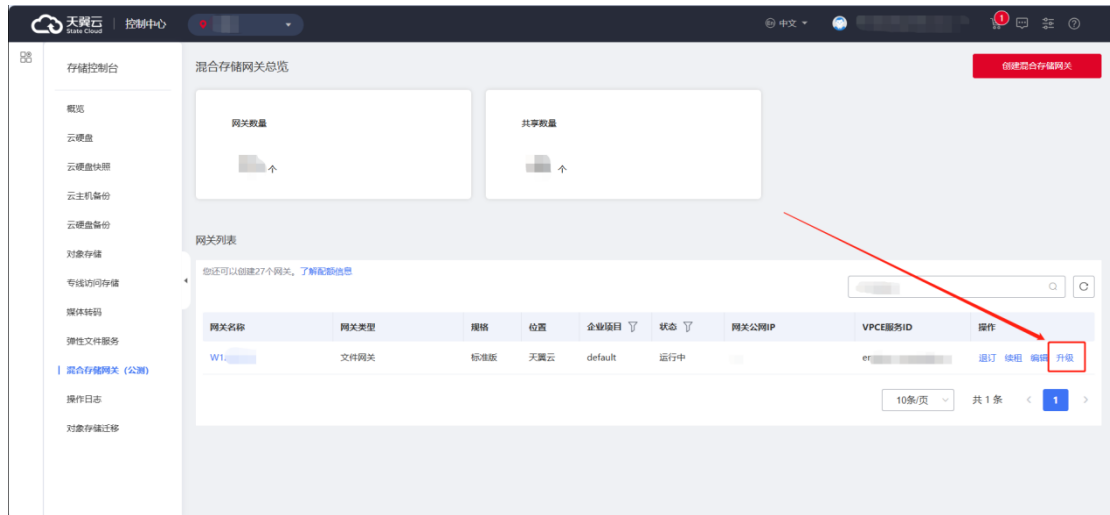 天翼云 State Cloud 控制中心 中文 1
存储控制台
概览
云硬盘
云硬盘快照
云主机备份
云硬盘备份
对象存储
专线访问存储
媒体转码
弹性文件服务
混合存储网关（公测）
操作日志
对象存储迁移
混合存储网关总览 创建混合存储网关
网关数量 共享数量
个 个
网关列表
您还可以创建27个网关。了解配额信息
网关名称 网关类型 规格 位置 企业项目 状态 网关公网IP VPCE服务ID 操作
W1 文件网关 标准版 天翼云 default 运行中 退订 续租 编辑 升级
10条/页 共 1 条 1